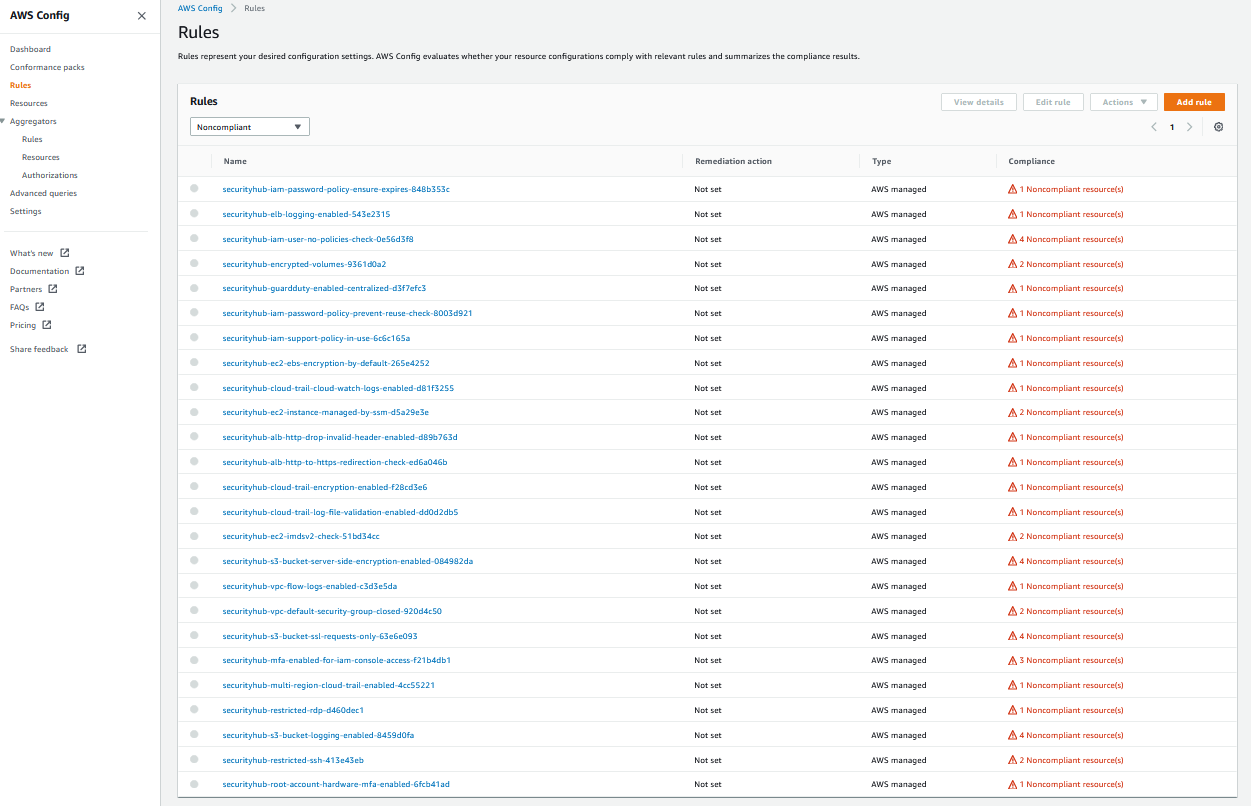 AWS Config
Dashboard
Conformance packs
Rules
Resources
Aggregators
Rules
Resources
Authorizations
Advanced queries
Settings
What's new
Documentation
Partners
FAQs
Pricing
Share feedback
AWS Config Rules
Rules
Rules represent your desired configuration settings. AWS Config evaluates whether your resource configurations comply with relevant rules and summarizes the compliance results.
Rules View details Edit rule Actions Add rule
Noncompliant 1
Name Remediation action Type Compliance
securityhub-iam-password-policy-ensure-expires-848b353c Not set AWS managed 1 Noncompliant resource(s)
securityhub-elb-logging-enabled-543e2315 Not set AWS managed 1 Noncompliant resource(s)
securityhub-iam-user-no-policies-check-0e56d3f8 Not set AWS managed 4 Noncompliant resource(s)
securityhub-encrypted-volumes-9361d0a2 Not set AWS managed 2 Noncompliant resource(s)
securityhub-guardduty-enabled-centralized-d3f7efc3 Not set AWS managed 1 Noncompliant resource(s)
securityhub-iam-password-policy-prevent-reuse-check-8003d921 Not set AWS managed 1 Noncompliant resource(s)
securityhub-iam-support-policy-in-use-6c6c165a Not set AWS managed 1 Noncompliant resource(s)
securityhub-ec2-ebs-encryption-by-default-265e4252 Not set AWS managed 1 Noncompliant resource(s)
securityhub-cloud-trail-cloud-watch-logs-enabled-d81f3255 Not set AWS managed 1 Noncompliant resource(s)
securityhub-ec2-instance-managed-by-ssm-d5a29e3e Not set AWS managed 2 Noncompliant resource(s)
securityhub-alb-http-drop-invalid-header-enabled-d89b763d Not set AWS managed 1 Noncompliant resource(s)
securityhub-alb-http-to-https-redirection-check-ed6a046b Not set AWS managed 1 Noncompliant resource(s)
securityhub-cloud-trail-encryption-enabled-f28cd3e6 Not set AWS managed 1 Noncompliant resource(s)
securityhub-cloud-trail-log-file-validation-enabled-dd0d2db5 Not set AWS managed 1 Noncompliant resource(s)
securityhub-ec2-imdsv2-check-51bd34cc Not set AWS managed 2 Noncompliant resource(s)
securityhub-s3-bucket-server-side-encryption-enabled-084982da Not set AWS managed 4 Noncompliant resource(s)
securityhub-vpc-flow-logs-enabled-c3d3e5da Not set AWS managed 1 Noncompliant resource(s)
securityhub-vpc-default-security-group-closed-920d4c50 Not set AWS managed 2 Noncompliant resource(s)
securityhub-s3-bucket-ssl-requests-only-63e6e093 Not set AWS managed 4 Noncompliant resource(s)
securityhub-mfa-enabled-for-iam-console-access-f21b4db1 Not set AWS managed 3 Noncompliant resource(s)
securityhub-multi-region-cloud-trail-enabled-4cc55221 Not set AWS managed 1 Noncompliant resource(s)
securityhub-restricted-rdp-d460dec1 Not set AWS managed 1 Noncompliant resource(s)
securityhub-s3-bucket-logging-enabled-8459d0fa Not set AWS managed 4 Noncompliant resource(s)
securityhub-restricted-ssh-413e43eb Not set AWS managed 2 Noncompliant resource(s)
securityhub-root-account-hardware-mfa-enabled-6fcb41ad Not set AWS managed 1 Noncompliant resource(s)